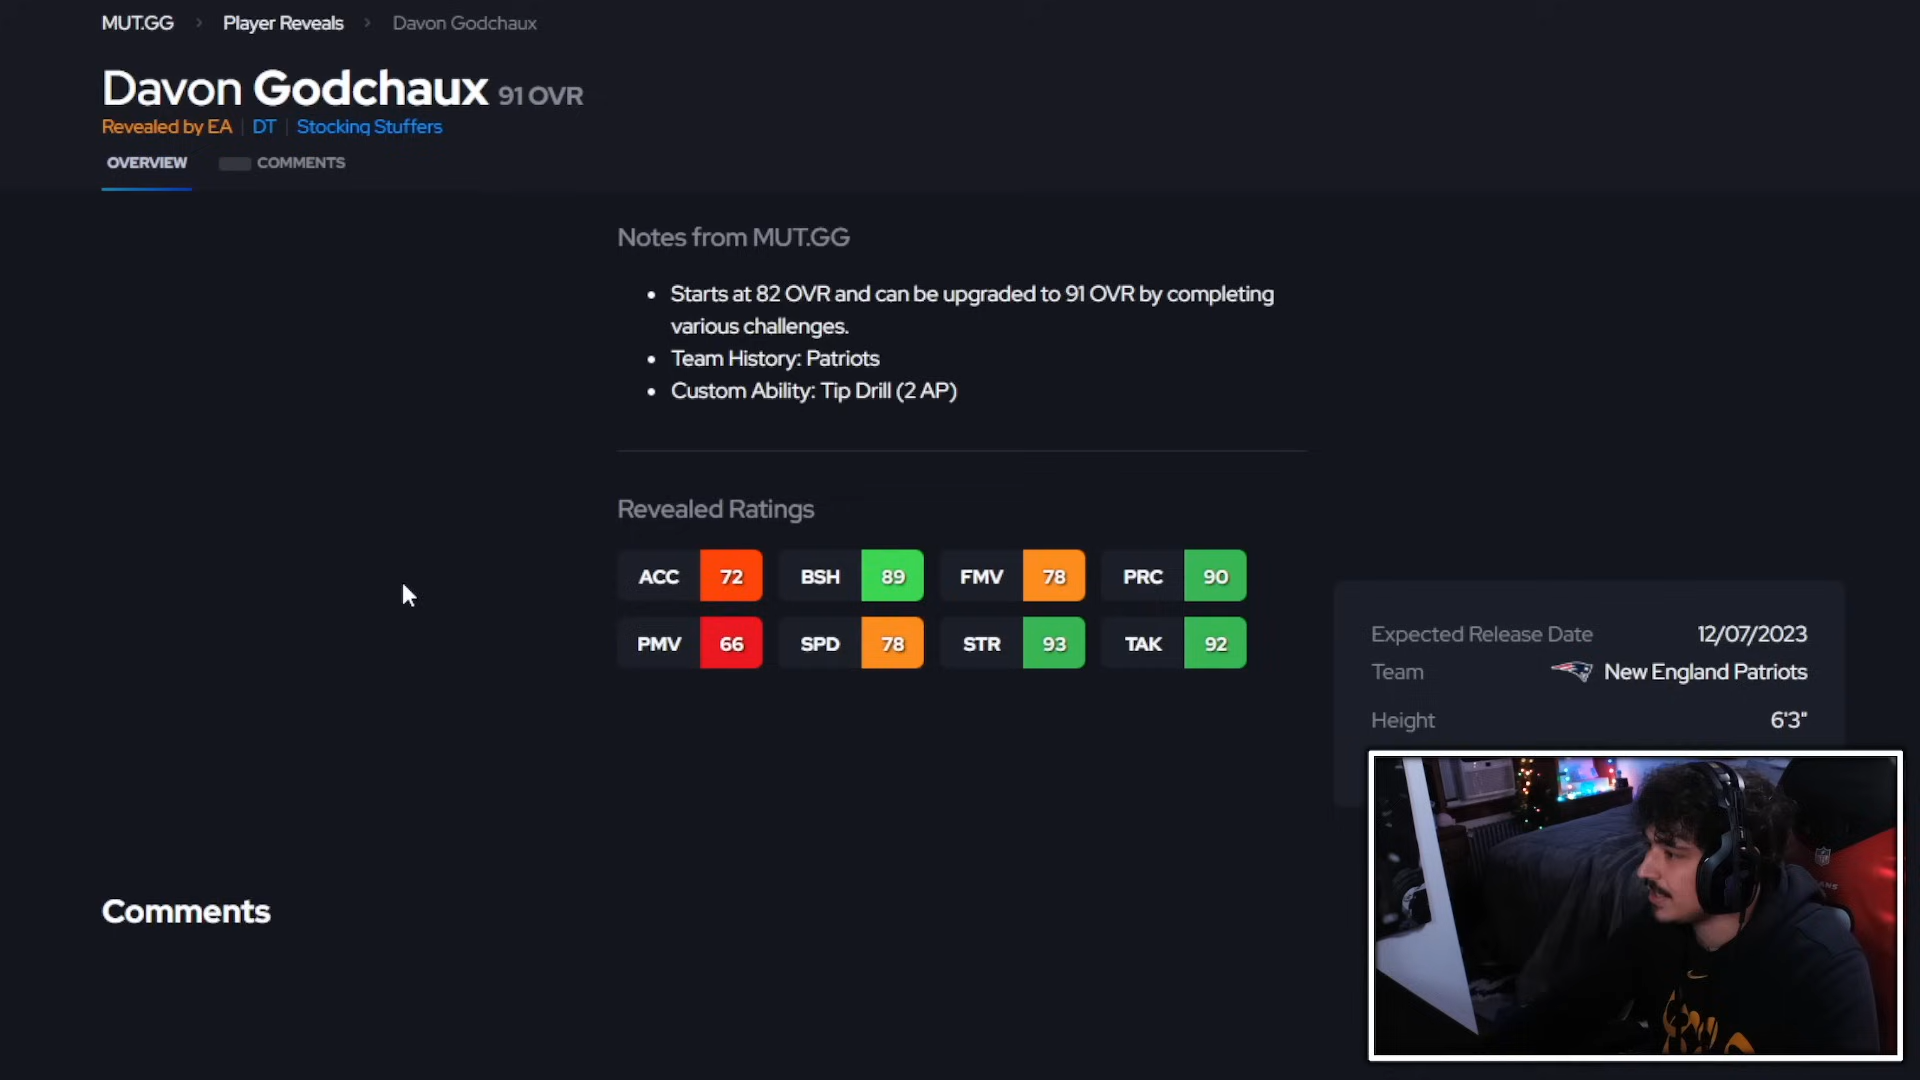 MUT.GG > Player Reveals > Davon Godchaux
Davon Godchaux 91 OVR
Revealed by EA | DT | Stocking Stuffers
OVERVIEW COMMENTS
Notes from MUT.GG
• Starts at 82 OVR and can be upgraded to 91 OVR by completing
various challenges.
• Team History: Patriots
• Custom Ability: Tip Drill (2 AP)
Revealed Ratings
ACC 72 BSH 89 FMV 78 PRC 90
PMV 66 SPD 78 STR 93 TAK 92
Expected Release Date 12/07/2023
Team New England Patriots
Height 6'3"
Comments